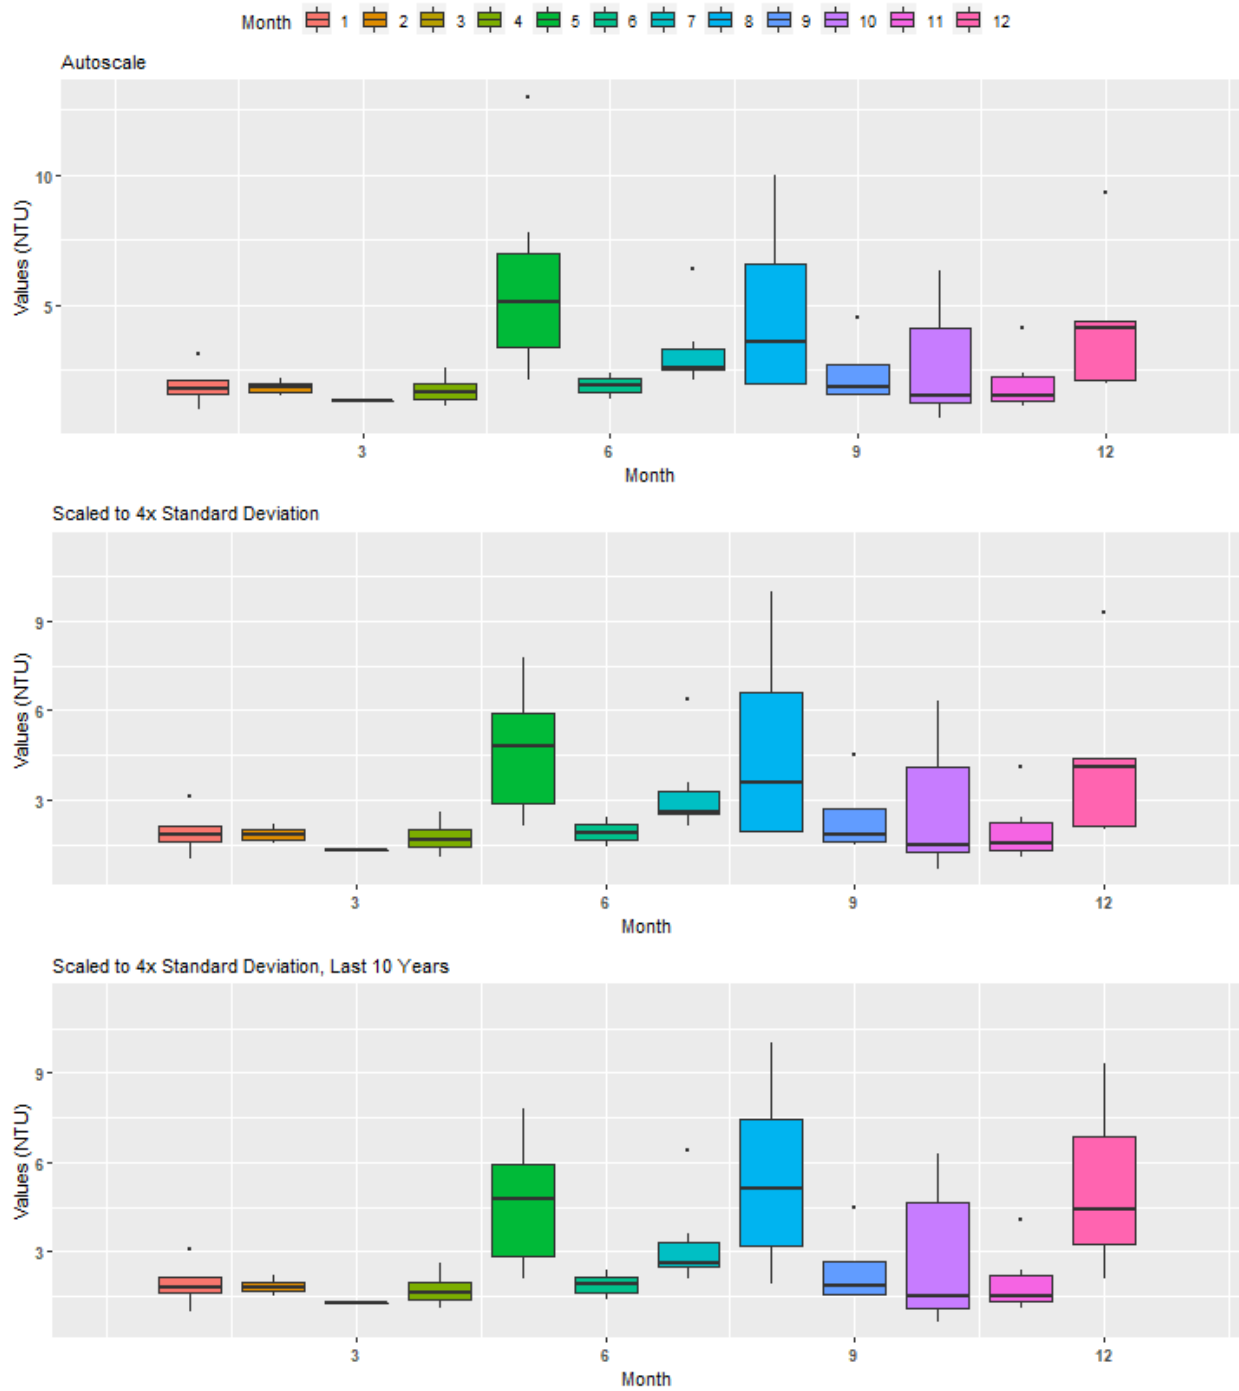 Month 1 2 3 4 5 6 7 8 9 10 11 12
Autoscale
Values (NTU)
10
5
3 6 9 12
Month
Scaled to 4x Standard Deviation
Values (NTU)
9
6
3
3 6 9 12
Month
Scaled to 4x Standard Deviation, Last 10 Years
Values (NTU)
9
6
3
3 6 9 12
Month